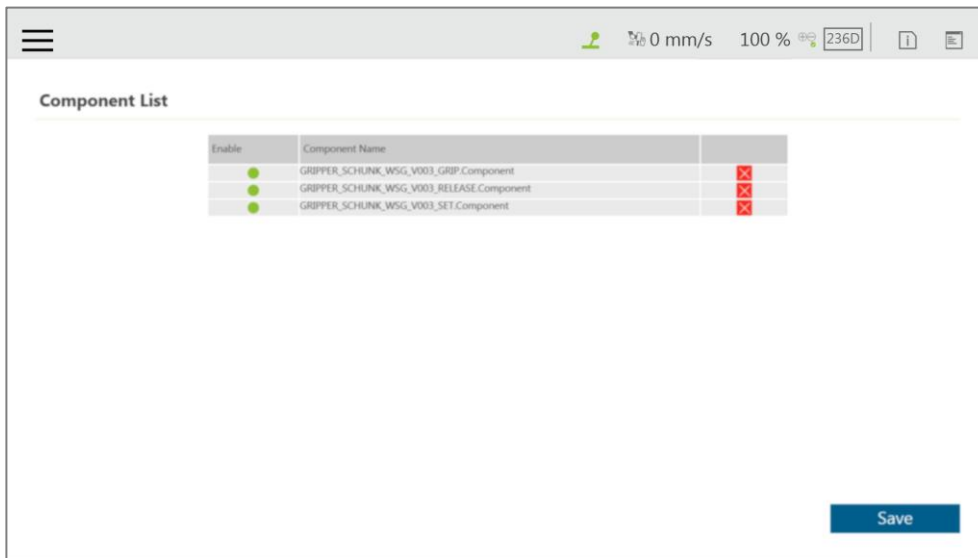 0 mm/s 100 % 236D
Component List
Enable Component Name
GRIPPER_SCHUNK_WSG_V003_GRIP.Component
GRIPPER_SCHUNK_WSG_V003_RELEASE.Component
GRIPPER_SCHUNK_WSG_V003_SET.Component
Save